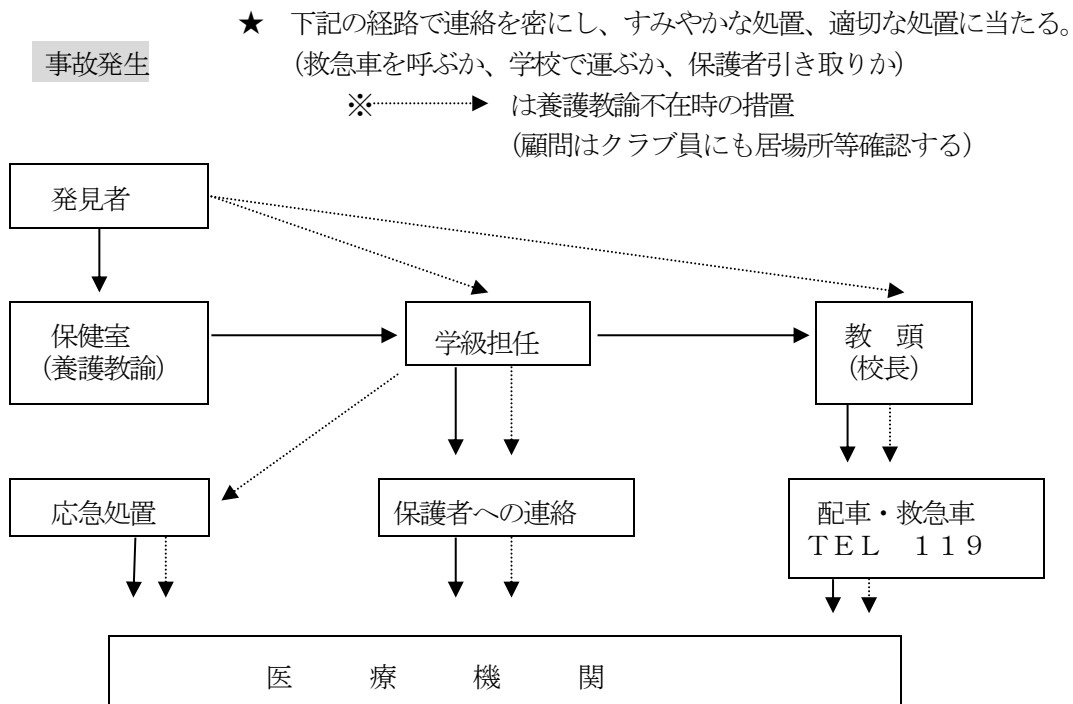 ★　下記の経路で連絡を密にし、すみやかな処置、適切な処置に当たる。
事故発生
(救急車を呼ぶか、学校で運ぶか、保護者引き取りか)
※　は養護教諭不在時の措置
(顧問はクラブ員にも居場所等確認する)
発見者
保健室
(養護教諭)
学級担任
教　頭
(校長)
応急処置
保護者への連絡
配車・救急車
ＴＥＬ　１１９
医　療　機　関